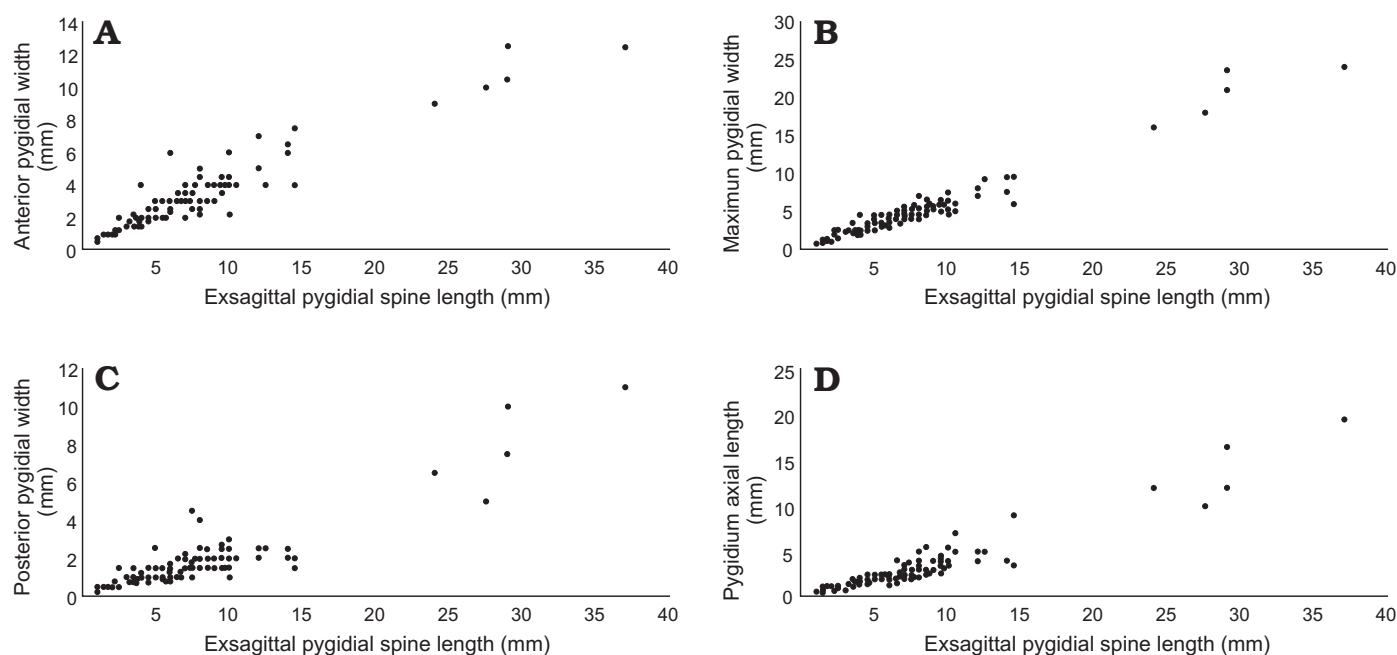 A
14
12
10
8
6
4
2
0
Anterior pygidial width
(mm)
5 10 15 20 25 30 35 40
Exsagittal pygidial spine length (mm)
B
30
25
20
15
10
5
0
Maximun pygidial width
(mm)
5 10 15 20 25 30 35 40
Exsagittal pygidial spine length (mm)
C
12
10
8
6
4
2
0
Posterior pygidial width
(mm)
5 10 15 20 25 30 35 40
Exsagittal pygidial spine length (mm)
D
25
20
15
10
5
0
Pygidium axial length
(mm)
5 10 15 20 25 30 35 40
Exsagittal pygidial spine length (mm)